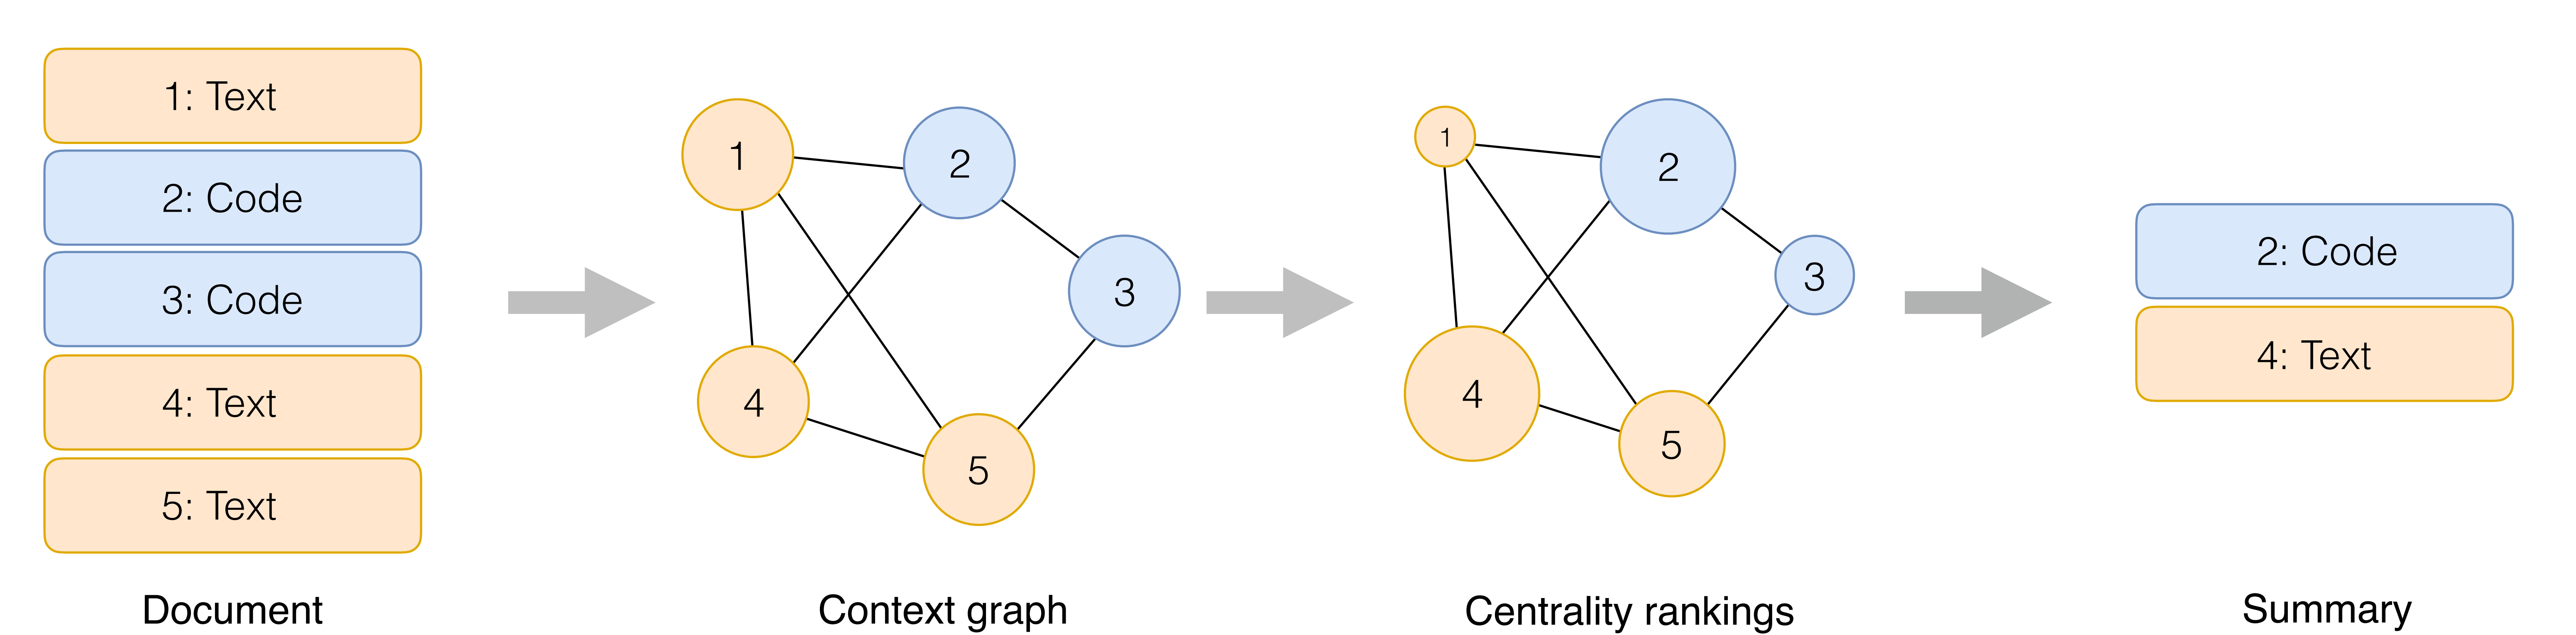 1: Text
2: Code
3: Code
4: Text
5: Text
Document
1
2
3
4
5
Context graph
1
2
3
4
5
Centrality rankings
2: Code
4: Text
Summary